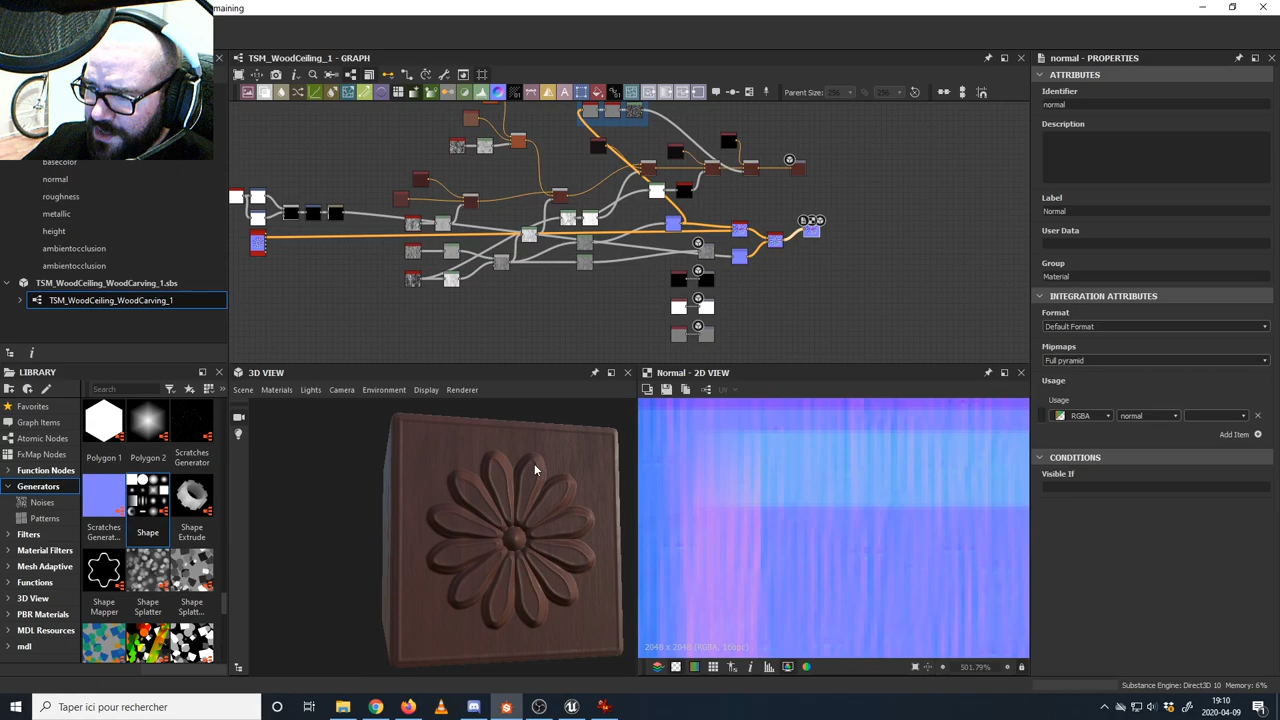 maining
TSM_WoodCeiling_1 - GRAPH
normal - PROPERTIES
ATTRIBUTES
Identifier
normal
Description
Label
Normal
User Data
Group
Material
INTEGRATION ATTRIBUTES
Format
Default Format
Mipmaps
Full pyramid
Usage
Usage
RGBA normal
Add Item
CONDITIONS
Visible If
Parent Size: 256 256
basecolor
normal
roughness
metallic
height
ambientocclusion
ambientocclusion
TSM_WoodCeiling_WoodCarving_1.sbs
TSM_WoodCeiling_WoodCarving_1
LIBRARY
Search
Favorites
Graph Items
Atomic Nodes
FxMap Nodes
Function Nodes
Generators
Noises
Patterns
Filters
Material Filters
Mesh Adaptive
Functions
3D View
PBR Materials
MDL Resources
mdl
Polygon 1
Polygon 2
Scratches Generator
Scratches Generat...
Shape
Shape Extrude
Shape Mapper
Shape Splatter
Shape Splatt...
3D VIEW
Scene Materials Lights Camera Environment Display Renderer
Normal - 2D VIEW
UV
2048 x 2048 (RGBA, 16bpc)
501.79%
Substance Engine: Direct3D 10 Memory: 6%
Taper ici pour rechercher
19:10
2020-04-09